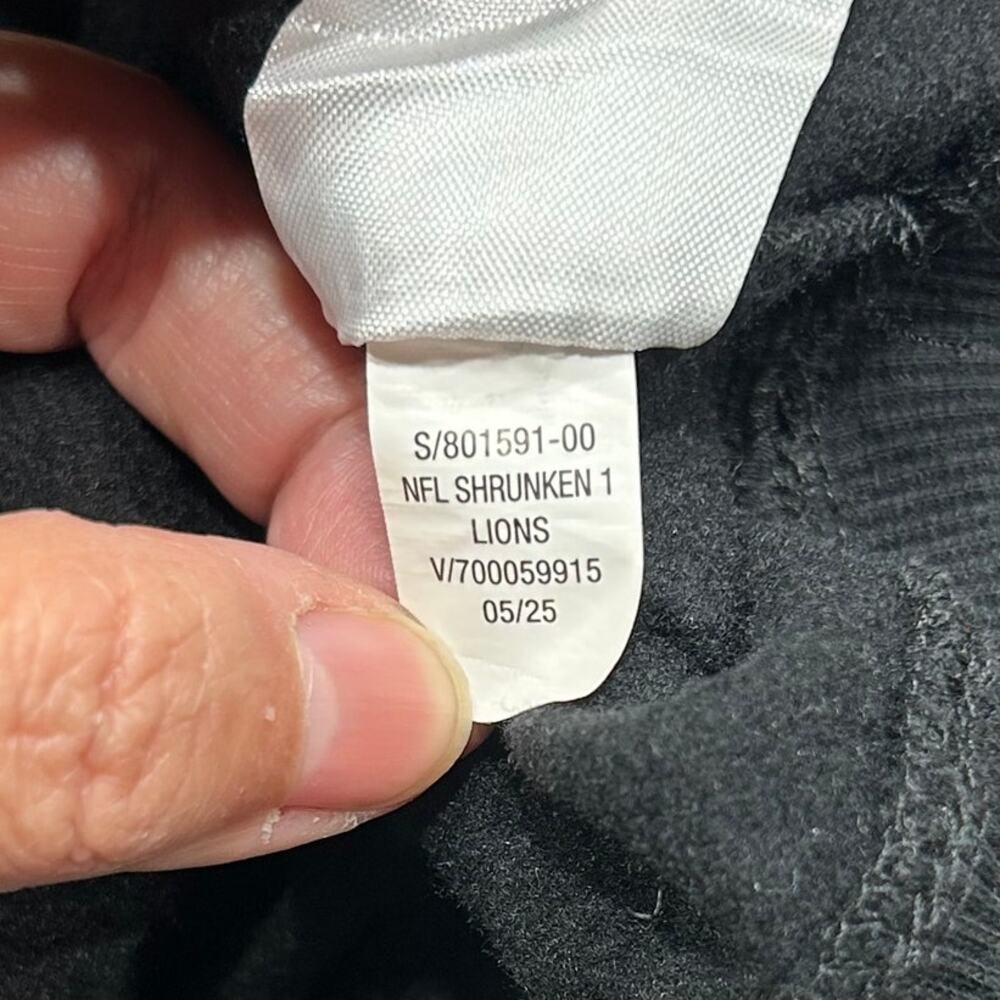 S/801591-00
NFL SHRUNKEN 1
LIONS
V/700059915
05/25